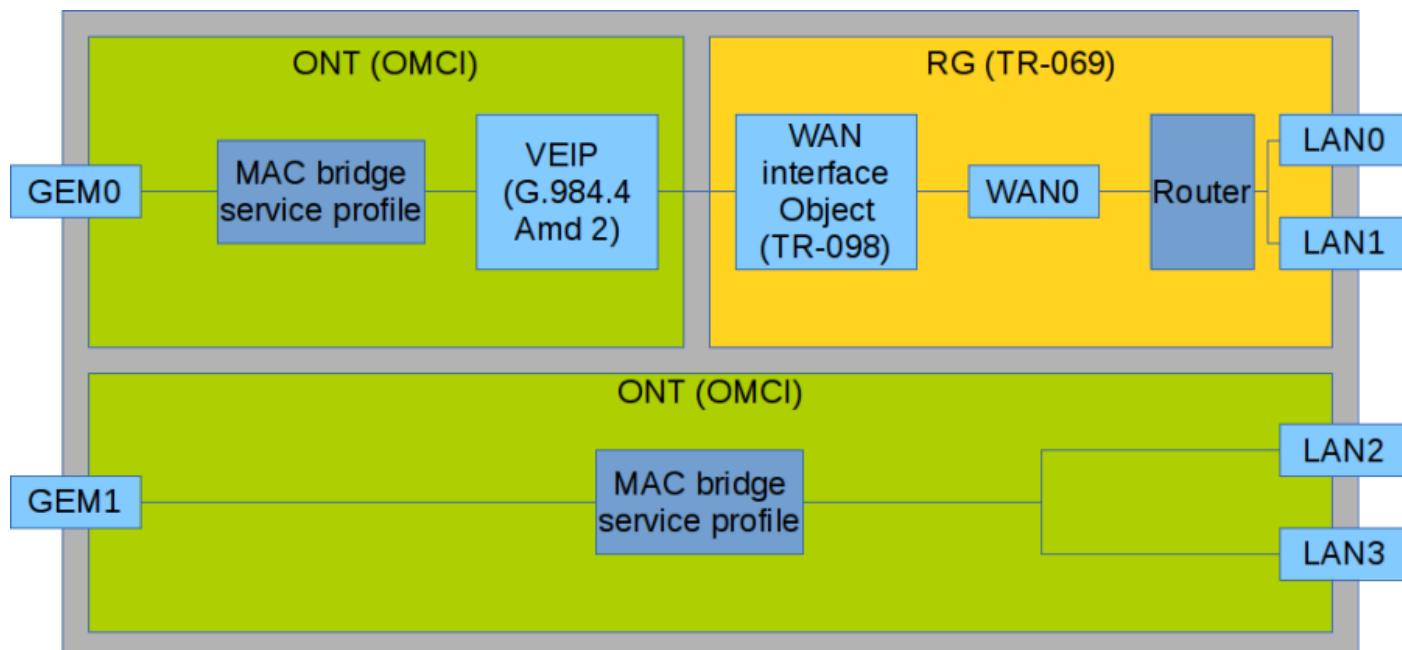 ONT (OMCI)
RG (TR-069)
GEM0
MAC bridge
service profile
VEIP
(G.984.4
Amd 2)
WAN
interface
Object
(TR-098)
WAN0
Router
LAN0
LAN1
ONT (OMCI)
GEM1
MAC bridge
service profile
LAN2
LAN3